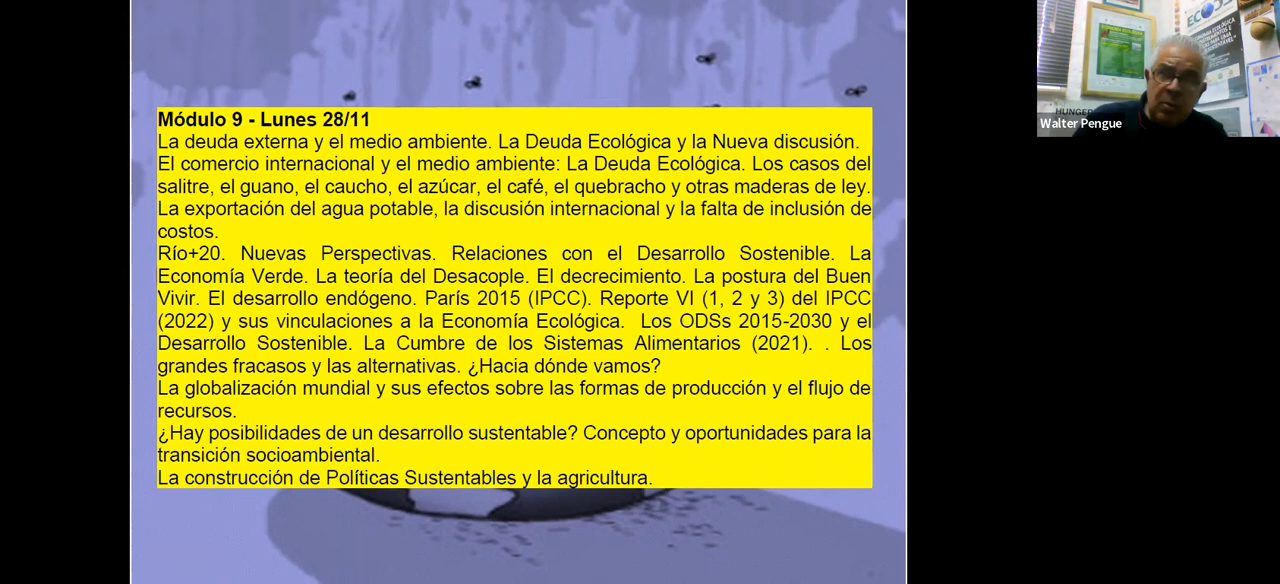 Módulo 9 - Lunes 28/11
La deuda externa y el medio ambiente. La Deuda Ecológica y la Nueva discusión.
El comercio internacional y el medio ambiente: La Deuda Ecológica. Los casos del
salitre, el guano, el caucho, el azúcar, el café, el quebracho y otras maderas de ley.
La exportación del agua potable, la discusión internacional y la falta de inclusión de
costos.
Río+20. Nuevas Perspectivas. Relaciones con el Desarrollo Sostenible. La
Economía Verde. La teoría del Desacople. El decrecimiento. La postura del Buen
Vivir. El desarrollo endógeno. París 2015 (IPCC). Reporte VI (1, 2 y 3) del IPCC
(2022) y sus vinculaciones a la Economía Ecológica. Los ODSs 2015-2030 y el
Desarrollo Sostenible. La Cumbre de los Sistemas Alimentarios (2021). . Los
grandes fracasos y las alternativas. ¿Hacia dónde vamos?
La globalización mundial y sus efectos sobre las formas de producción y el flujo de
recursos.
¿Hay posibilidades de un desarrollo sustentable? Concepto y oportunidades para la
transición socioambiental.
La construcción de Políticas Sustentables y la agricultura.
HUNGER
Walter Pengue